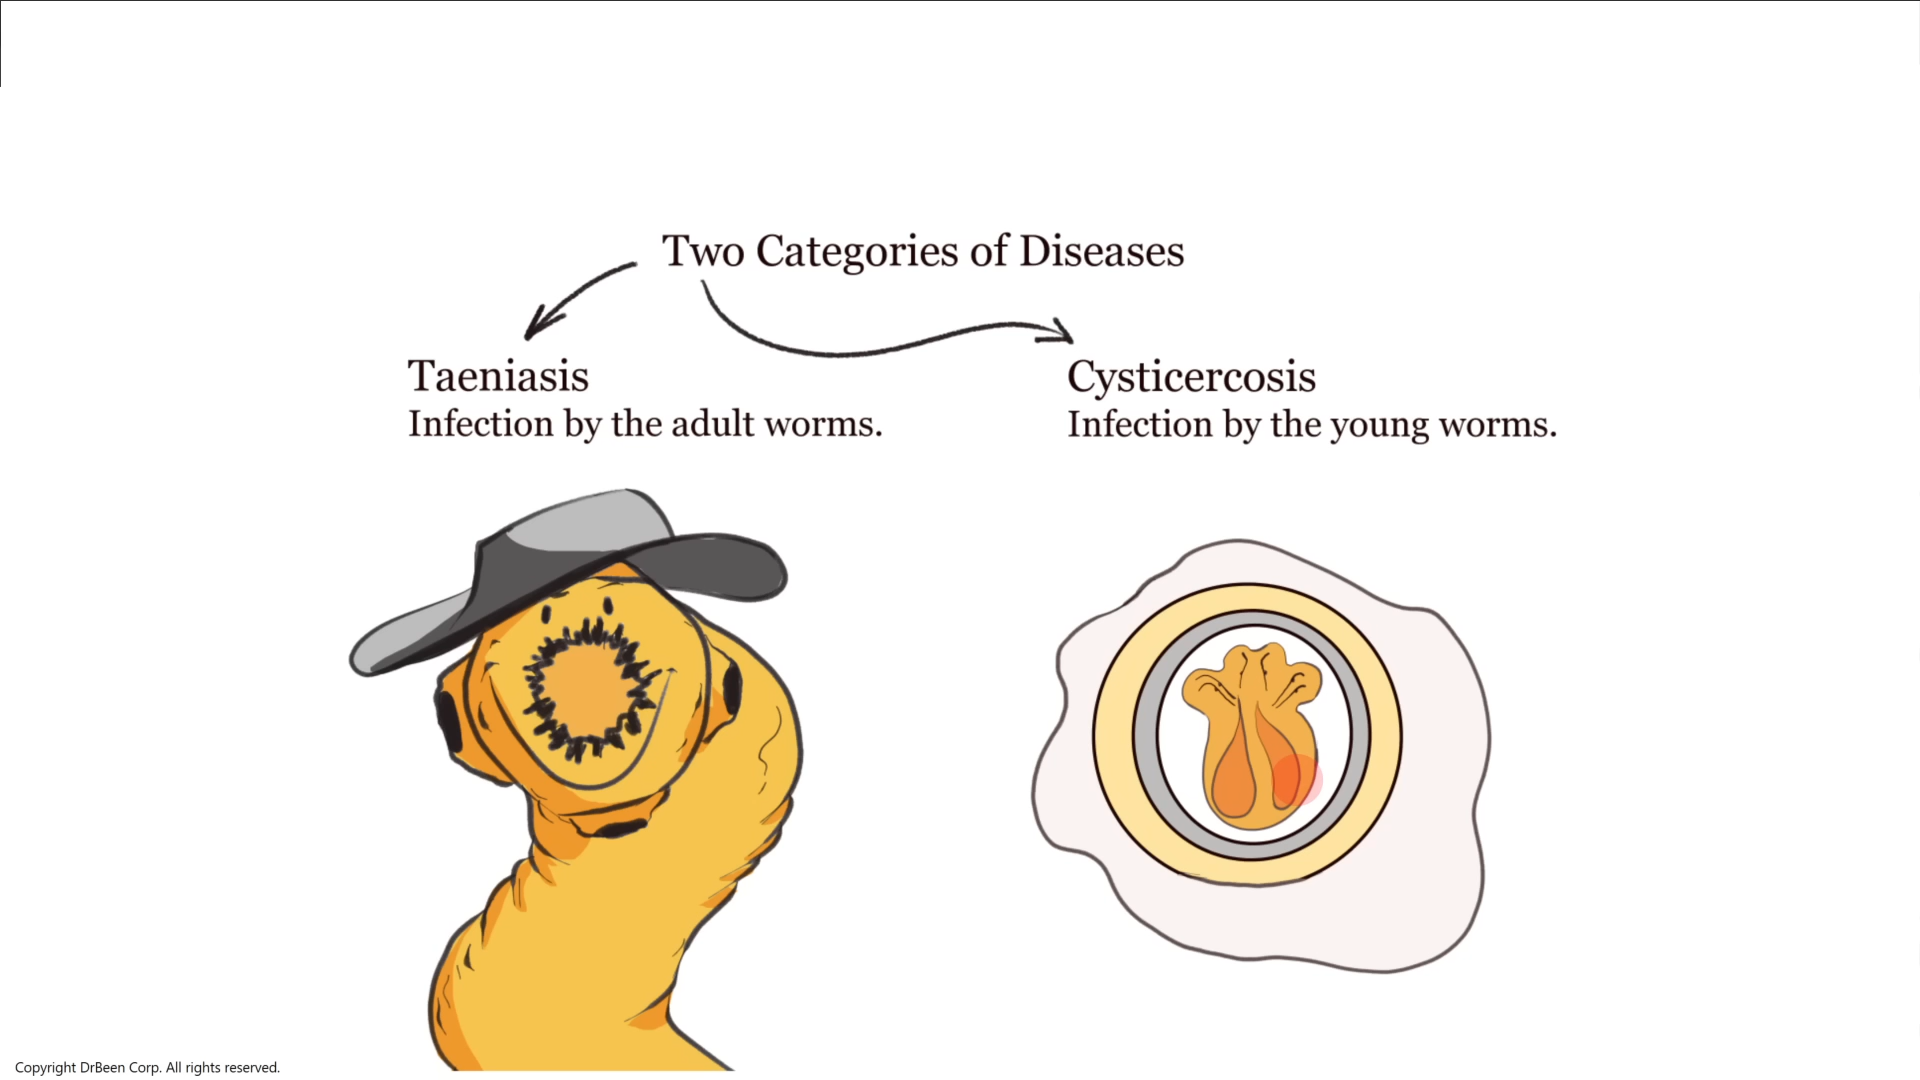 Two Categories of Diseases
Taeniasis
Infection by the adult worms.
Cysticercosis
Infection by the young worms.
Copyright DrBeen Corp. All rights reserved.